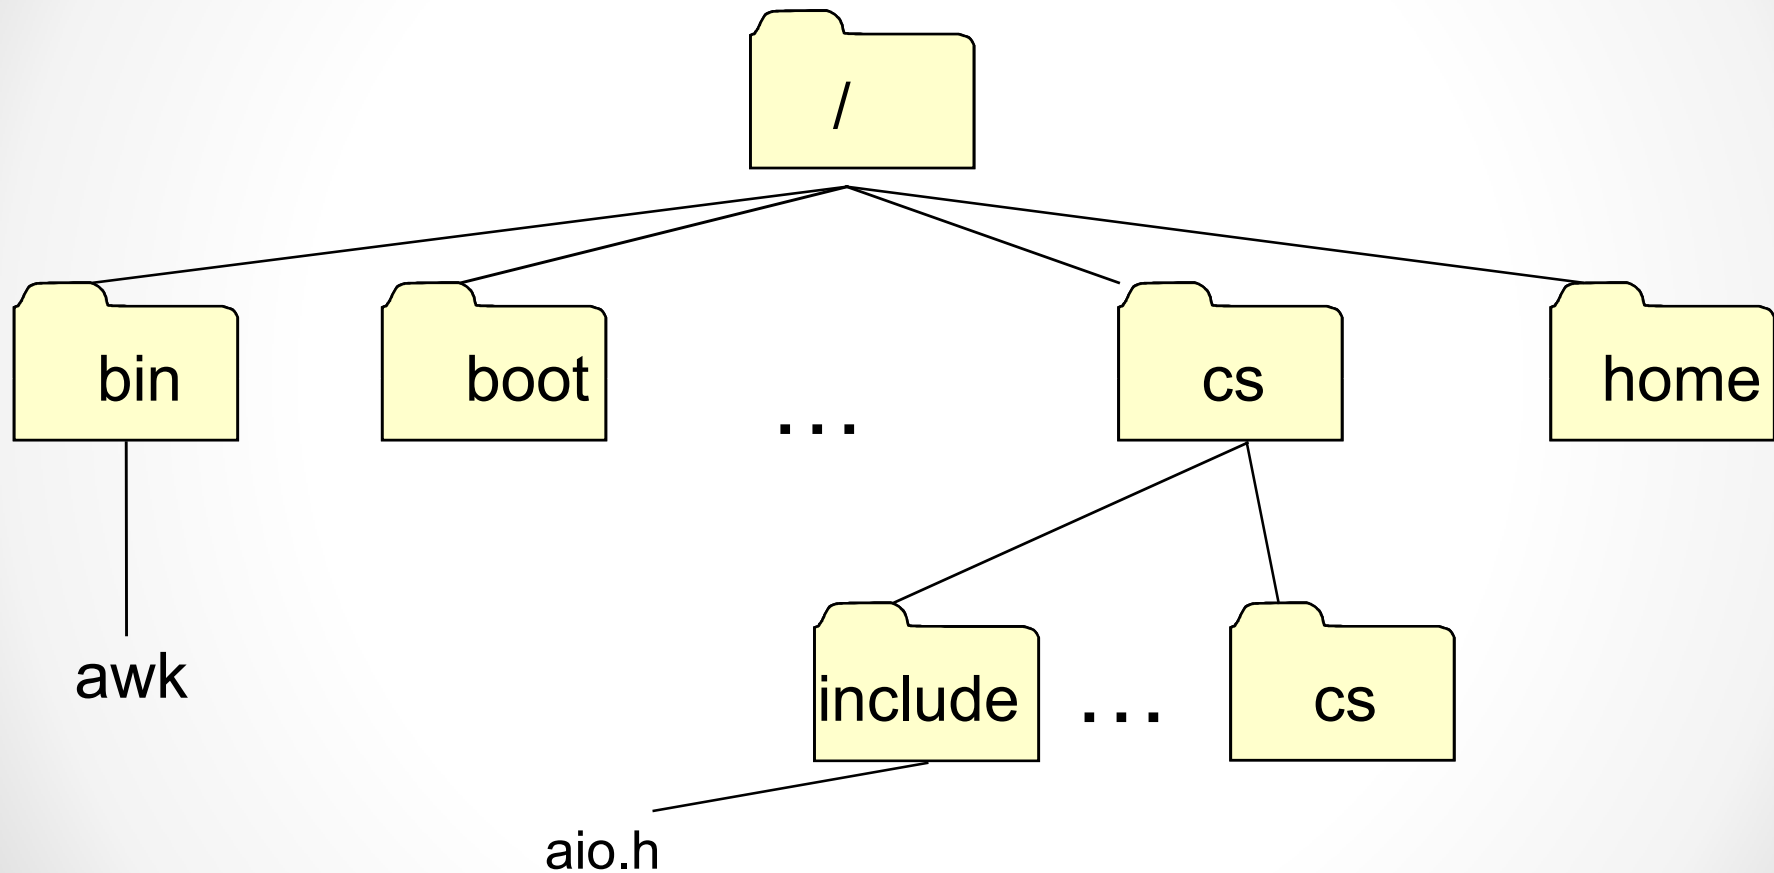 /
bin
boot
...
cs
home
awk
include
...
cs
aio.h